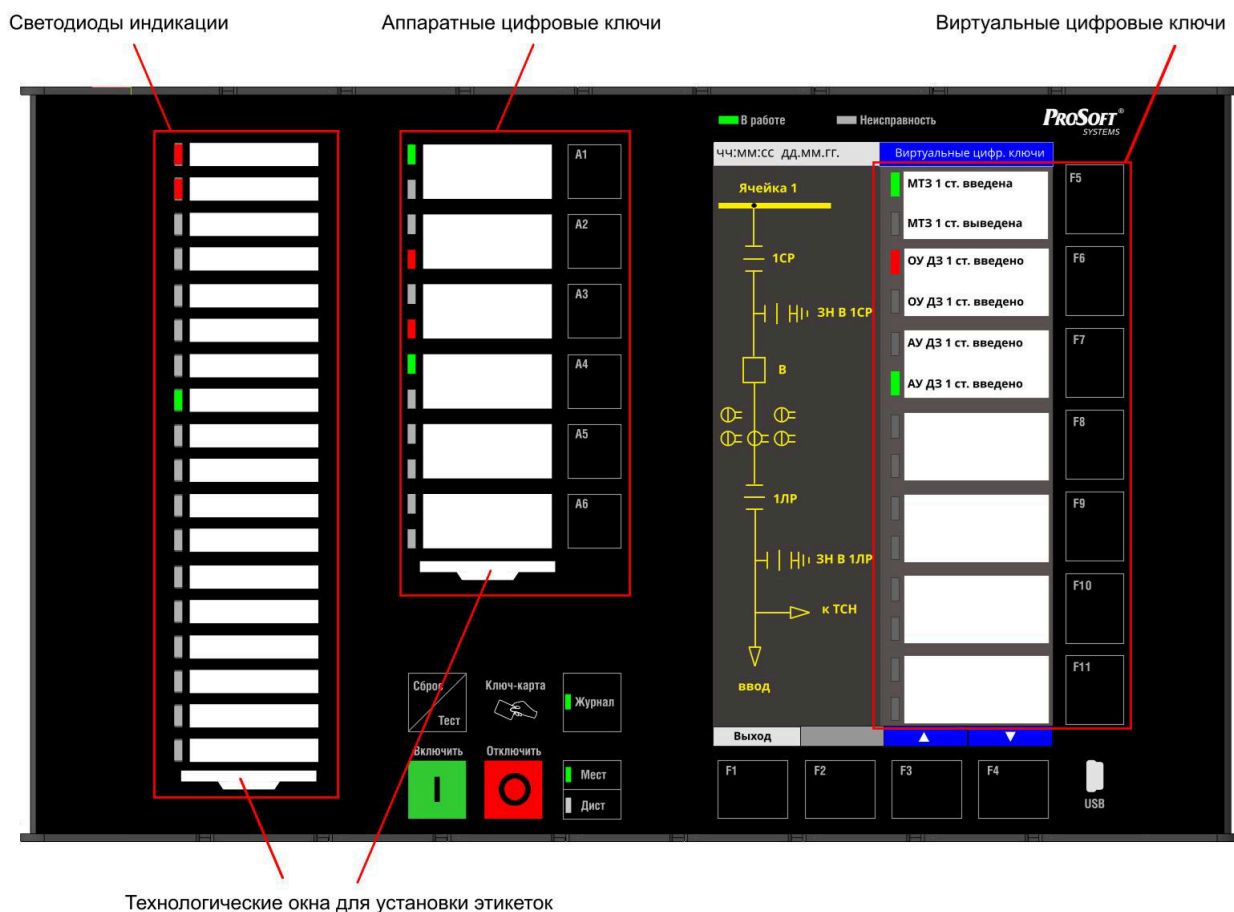 Светодиоды индикации
Аппаратные цифровые ключи
Виртуальные цифровые ключи
В работе
Неисправность
PROSOFT®
SYSTEMS
чч:мм:сс дд.мм.гг.
Виртуальные цифр. ключи
A1
A2
A3
A4
A5
A6
Ячейка 1
1СР
ЗН В 1СР
В
1ЛР
ЗН В 1ЛР
к ТСН
ввод
МТЗ 1 ст. введена
МТЗ 1 ст. выведена
ОУ ДЗ 1 ст. введено
ОУ ДЗ 1 ст. введено
АУ ДЗ 1 ст. введено
АУ ДЗ 1 ст. введено
F5
F6
F7
F8
F9
F10
F11
Сброс
Тест
Ключ-карта
Журнал
Включить
Отключить
I
O
Мест
Дист
Выход
F1
F2
F3
F4
USB
Технологические окна для установки этикеток